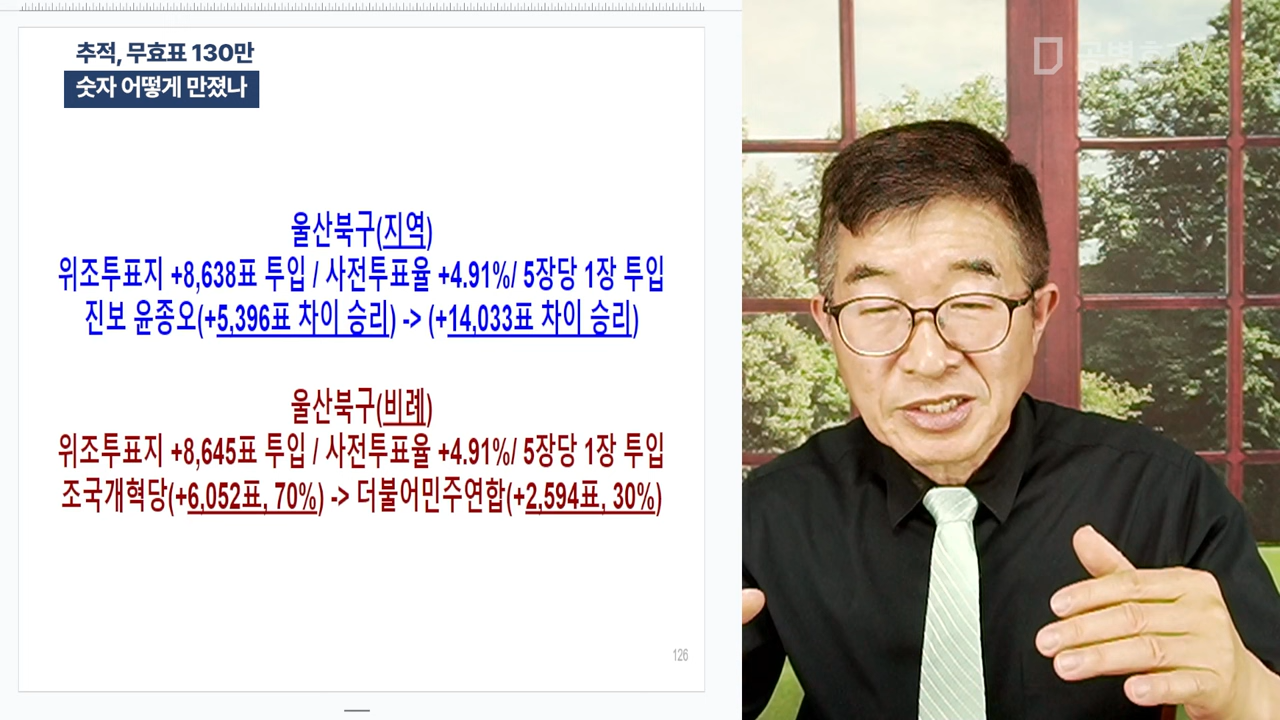 추적, 무효표 130만
숫자 어떻게 만졌나
공병호TV
울산북구(지역)
위조투표지 +8,638표 투입 / 사전투표율 +4.91%/ 5장당 1장 투입
진보 윤종오(+5,396표 차이 승리) -> (+14,033표 차이 승리)
울산북구(비례)
위조투표지 +8,645표 투입 / 사전투표율 +4.91%/ 5장당 1장 투입
조국개혁당(+6,052표, 70%) -> 더불어민주연합(+2,594표, 30%)
126